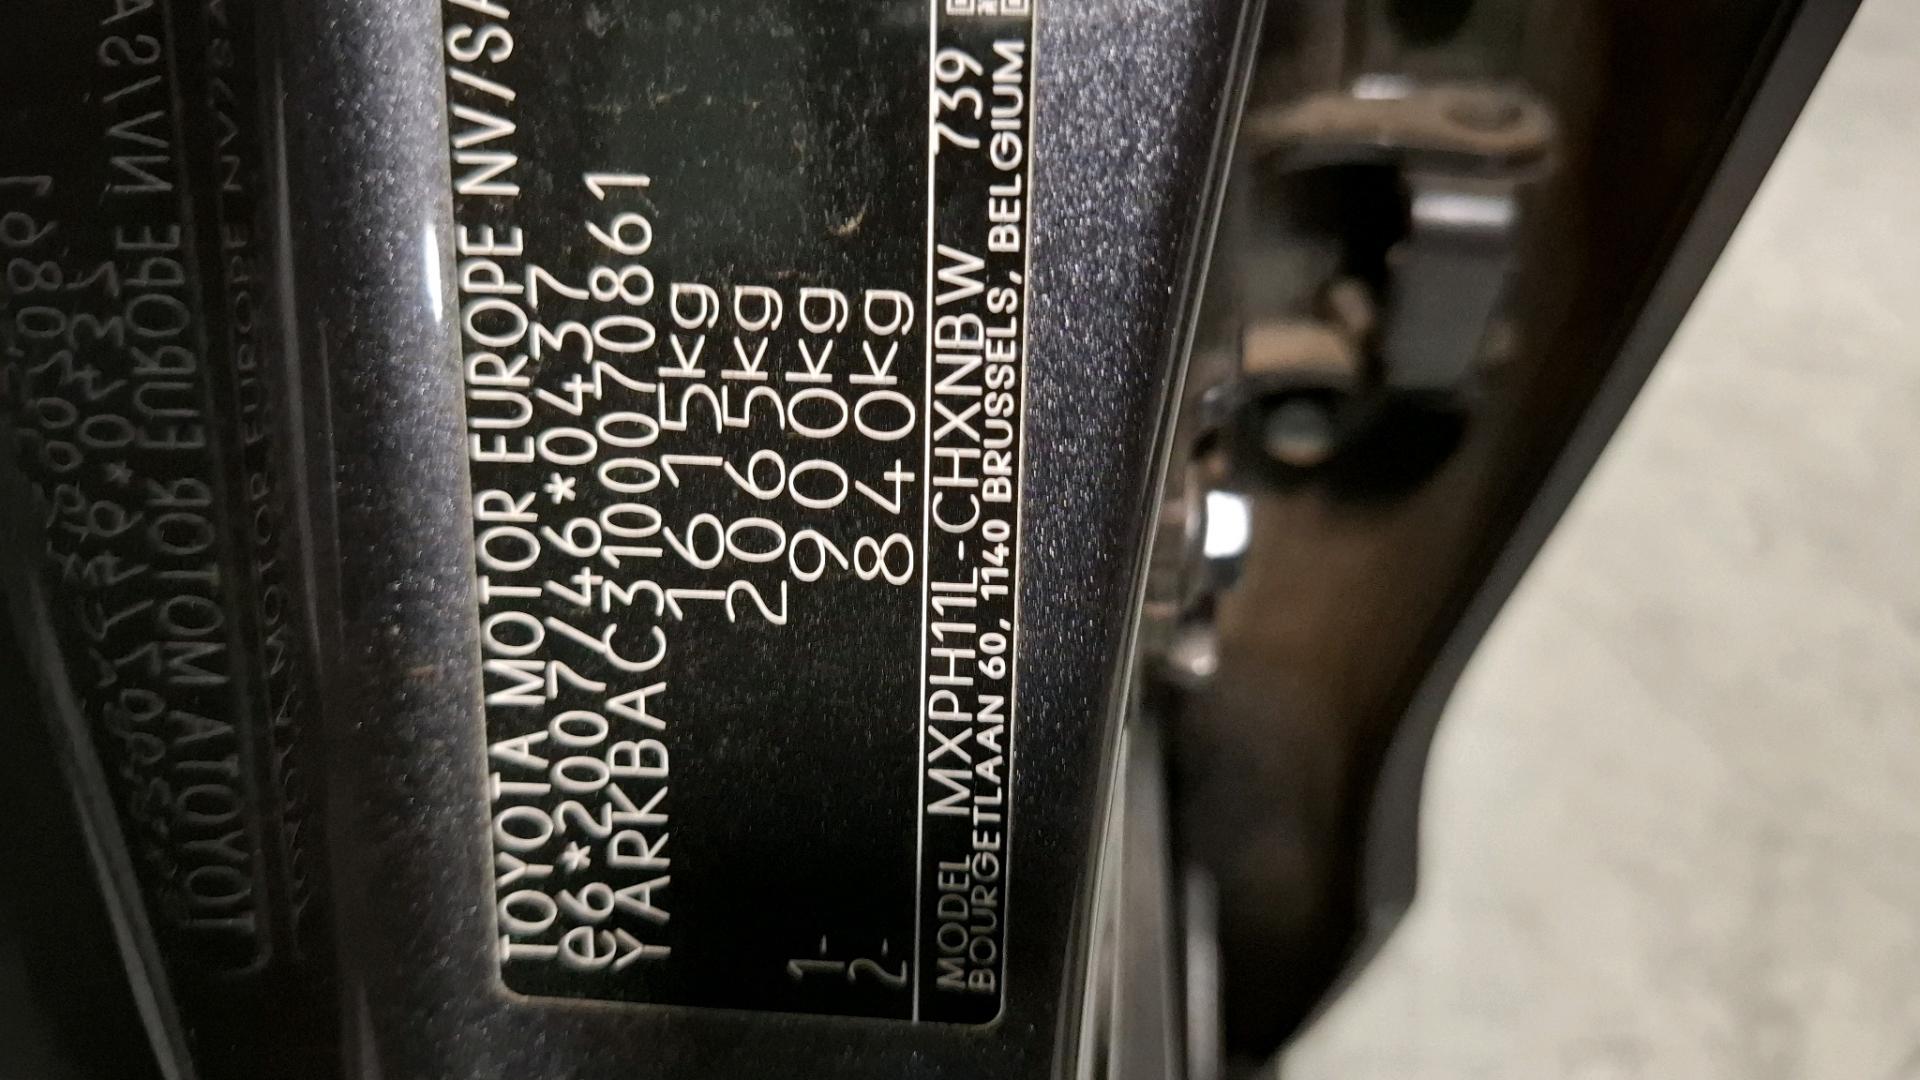 TOYOTA MOTOR EUROPE NV/SA
e6*2007/46*0437
YARKBAC3100070861
1615kg
2065kg
1- 900kg
2- 840kg
MODEL MXPH11L-CHXNBW 739
BOURGETLAAN 60, 1140 BRUSSELS, BELGIUM